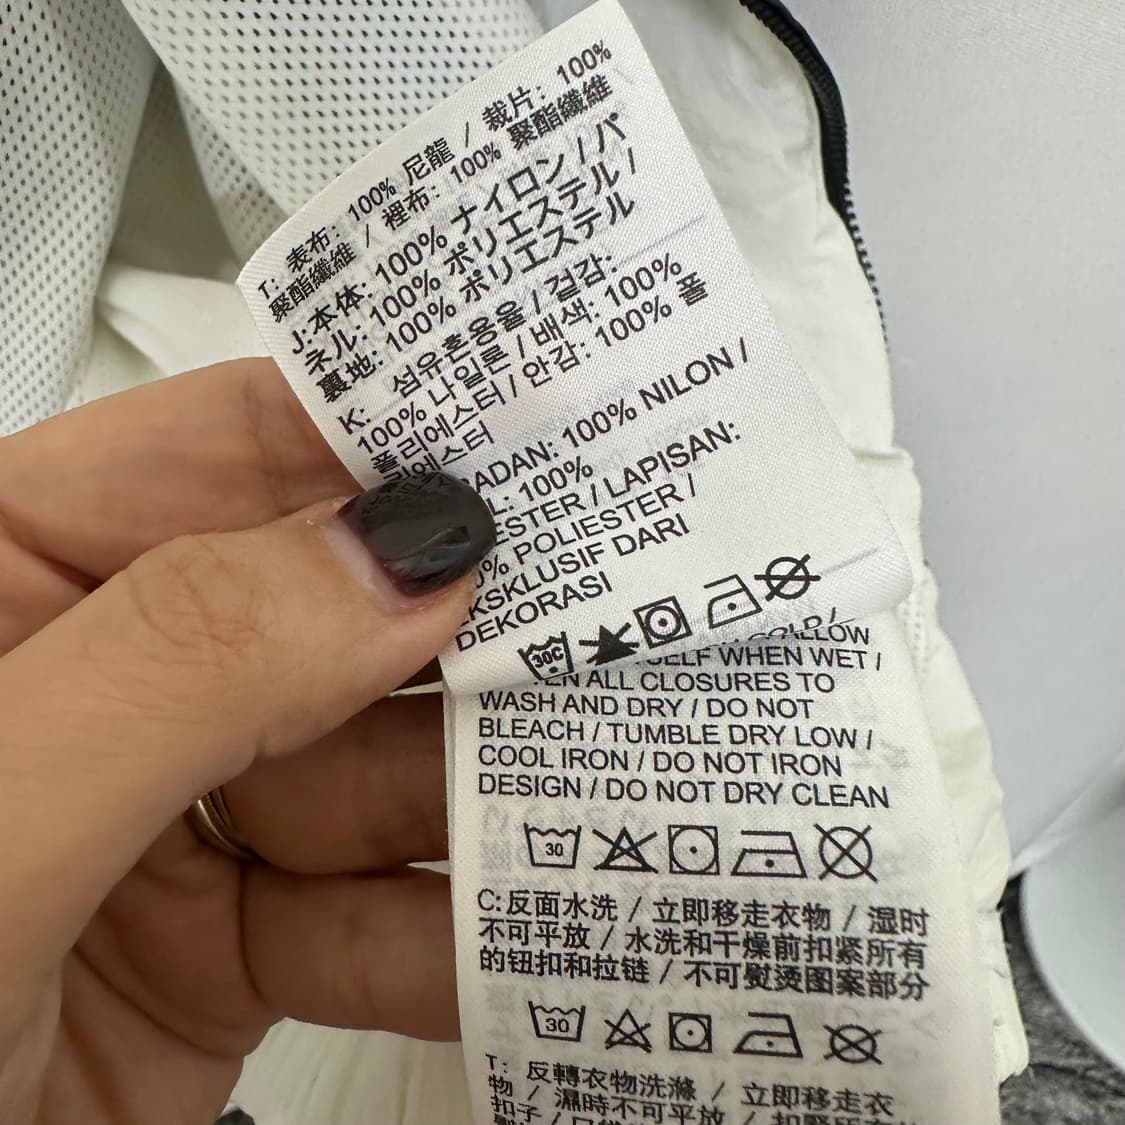 T: 表布: 100% 尼龍 / 裁片: 100%
聚酯纖維 / 裡布: 100% 聚酯纖維
J:本体: 100% ナイロン / パ
ネル: 100% ポリエステル /
裏地: 100% ポリエステル
K: 섬유혼용율 / 겉감:
100% 나일론 / 배색: 100%
폴리에스터 / 안감: 100% 폴
리에스터
ADAN: 100% NILON /
L: 100%
ESTER / LAPISAN:
0% POLIESTER /
EKSKLUSIF DARI
DEKORASI
30C
WHEN WET /
ALL CLOSURES TO
WASH AND DRY / DO NOT
BLEACH / TUMBLE DRY LOW /
COOL IRON / DO NOT IRON
DESIGN / DO NOT DRY CLEAN
30
C:反面水洗 / 立即移走衣物 / 湿时
不可平放 / 水洗和干燥前扣紧所有
的钮扣和拉链 / 不可熨烫图案部分
30
T: 反轉衣物洗滌 / 立即移走衣
物 / 濕時不可平放 /
扣子 /